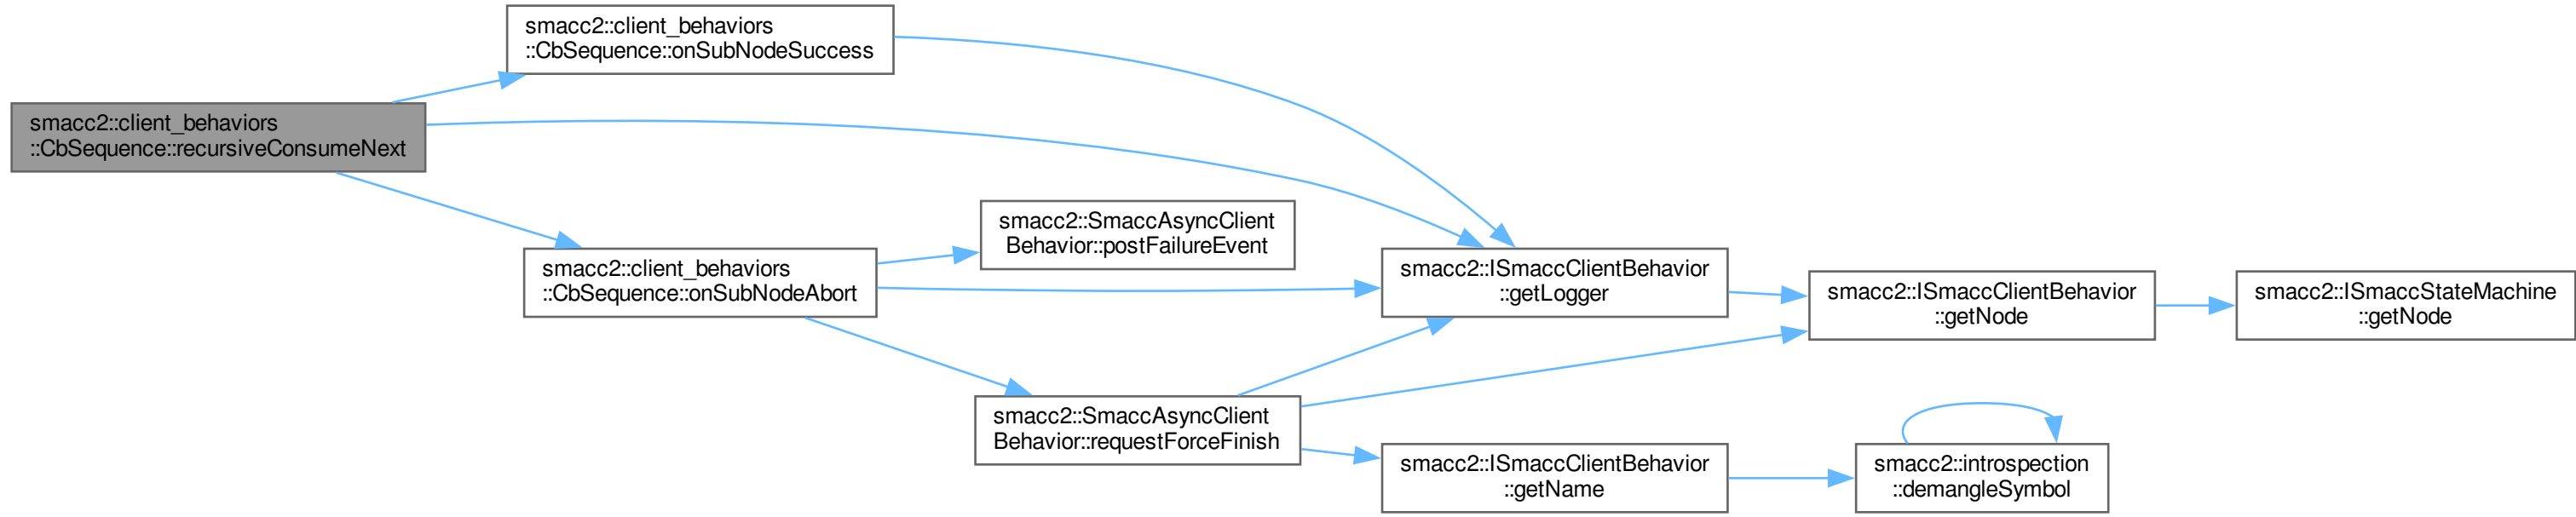 smacc2::client_behaviors
::CbSequence::onSubNodeSuccess
smacc2::client_behaviors
::CbSequence::recursiveConsumeNext
smacc2::SmaccAsyncClient
Behavior::postFailureEvent
smacc2::client_behaviors
::CbSequence::onSubNodeAbort
smacc2::ISmaccClientBehavior
::getLogger
smacc2::ISmaccClientBehavior
::getNode
smacc2::ISmaccStateMachine
::getNode
smacc2::SmaccAsyncClient
Behavior::requestForceFinish
smacc2::ISmaccClientBehavior
::getName
smacc2::introspection
::demangleSymbol